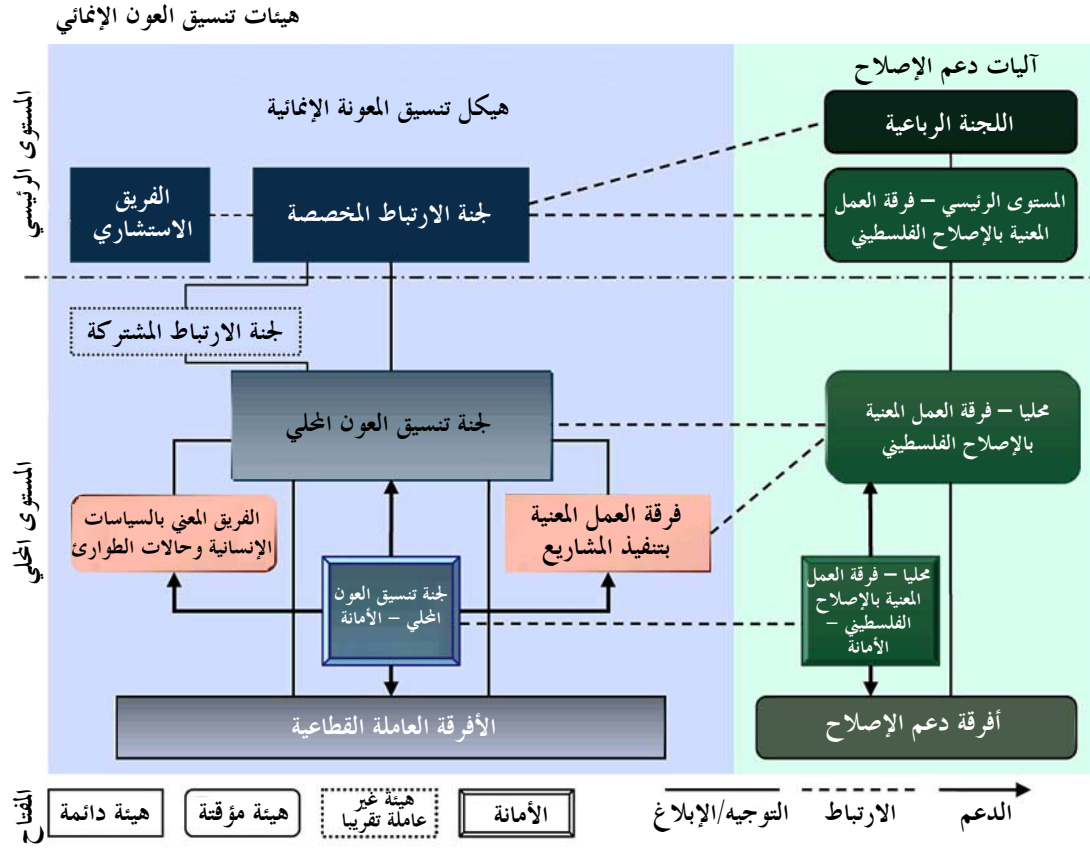 هيئات تنسيق العون الإنمائي
آليات دعم الإصلاح
هيكل تنسيق المعونة الإنمائية
المستوى الرئيسي
اللجنة الرباعية
المستوى الرئيسي – فرقة العمل
المعنية بالإصلاح الفلسطيني
لجنة الارتباط المخصصة
الفريق
الاستشاري
لجنة الارتباط المشتركة
المستوى المحلي
محليا – فرقة العمل المعنية
بالإصلاح الفلسطيني
لجنة تنسيق العون المحلي
فرقة العمل المعنية
بتنفيذ المشاريع
الفريق المعني بالسياسات
الإنسانية وحالات الطوارئ
محليا – فرقة العمل
المعنية بالإصلاح
الفلسطيني –
الأمانة
لجنة تنسيق العون
المحلي – الأمانة
أفرقة دعم الإصلاح
الأفرقة العاملة القطاعية
المفتاح
هيئة دائمة
هيئة مؤقتة
هيئة غير
عاملة تقريبا
الأمانة
التوجيه/الإبلاغ
الارتباط
الدعم